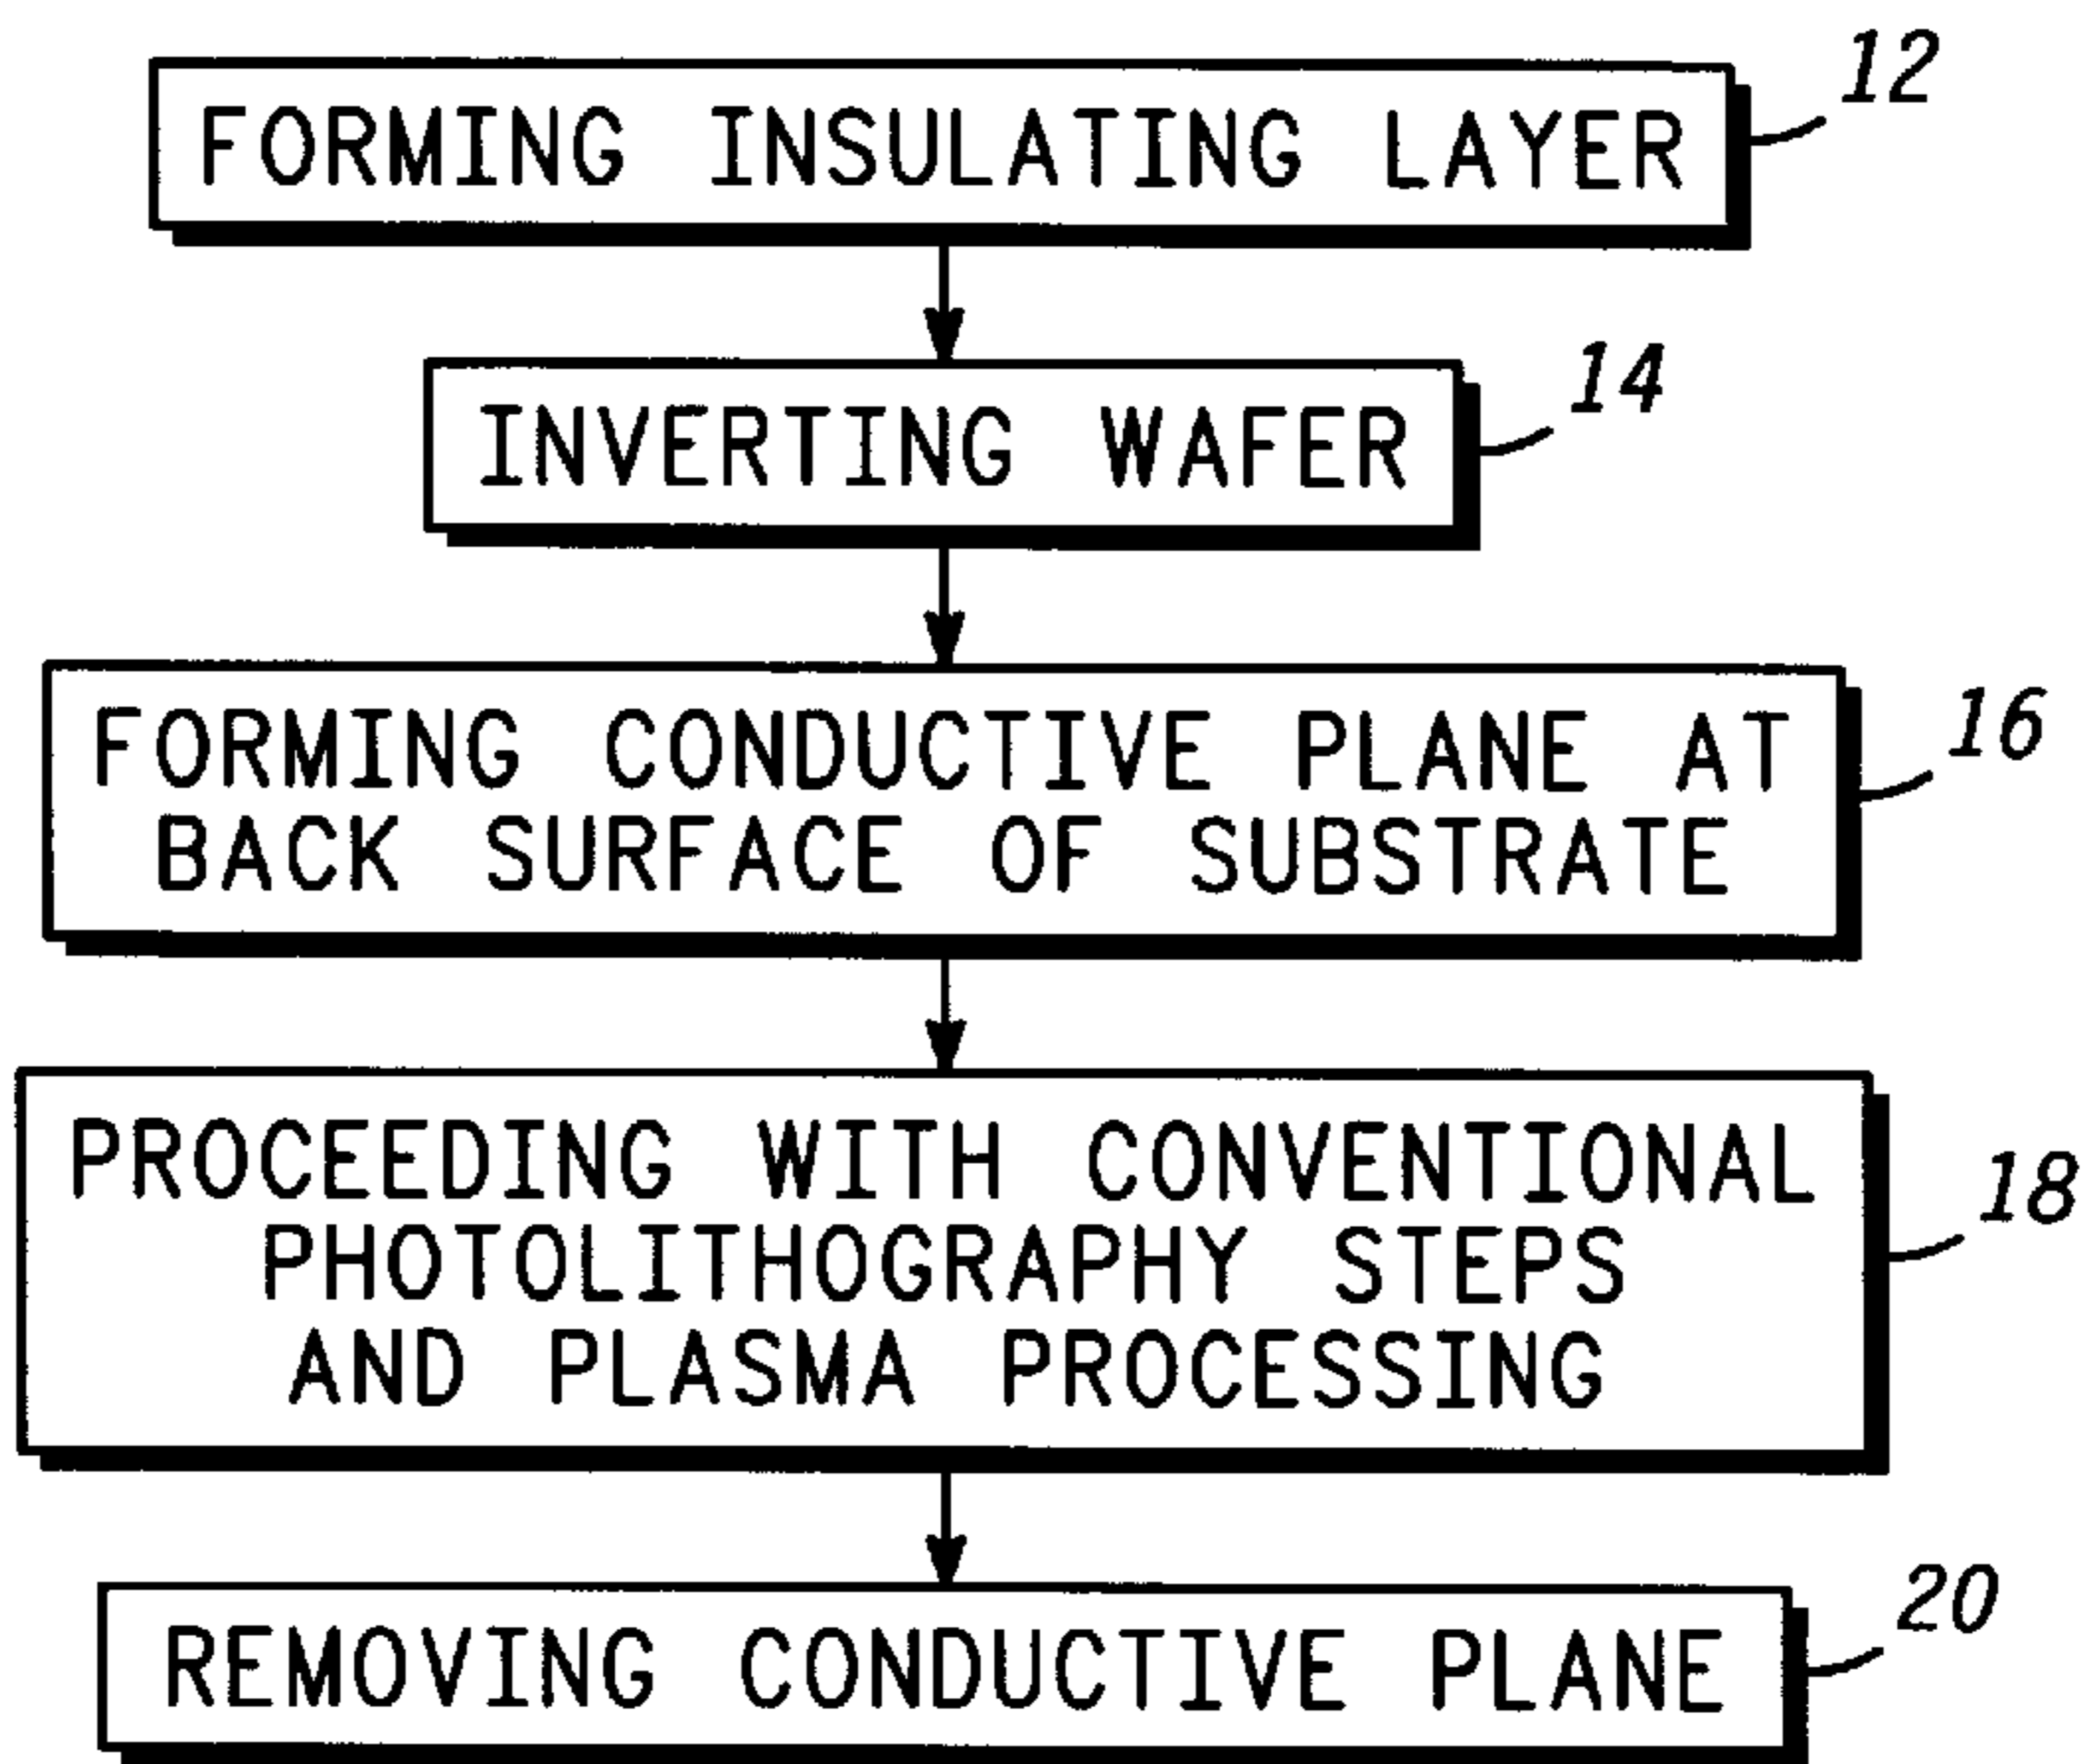 12
FORMING INSULATING LAYER
14
INVERTING WAFER
16
FORMING CONDUCTIVE PLANE AT
BACK SURFACE OF SUBSTRATE
18
PROCEEDING WITH CONVENTIONAL
PHOTOLITHOGRAPHY STEPS
AND PLASMA PROCESSING
20
REMOVING CONDUCTIVE PLANE